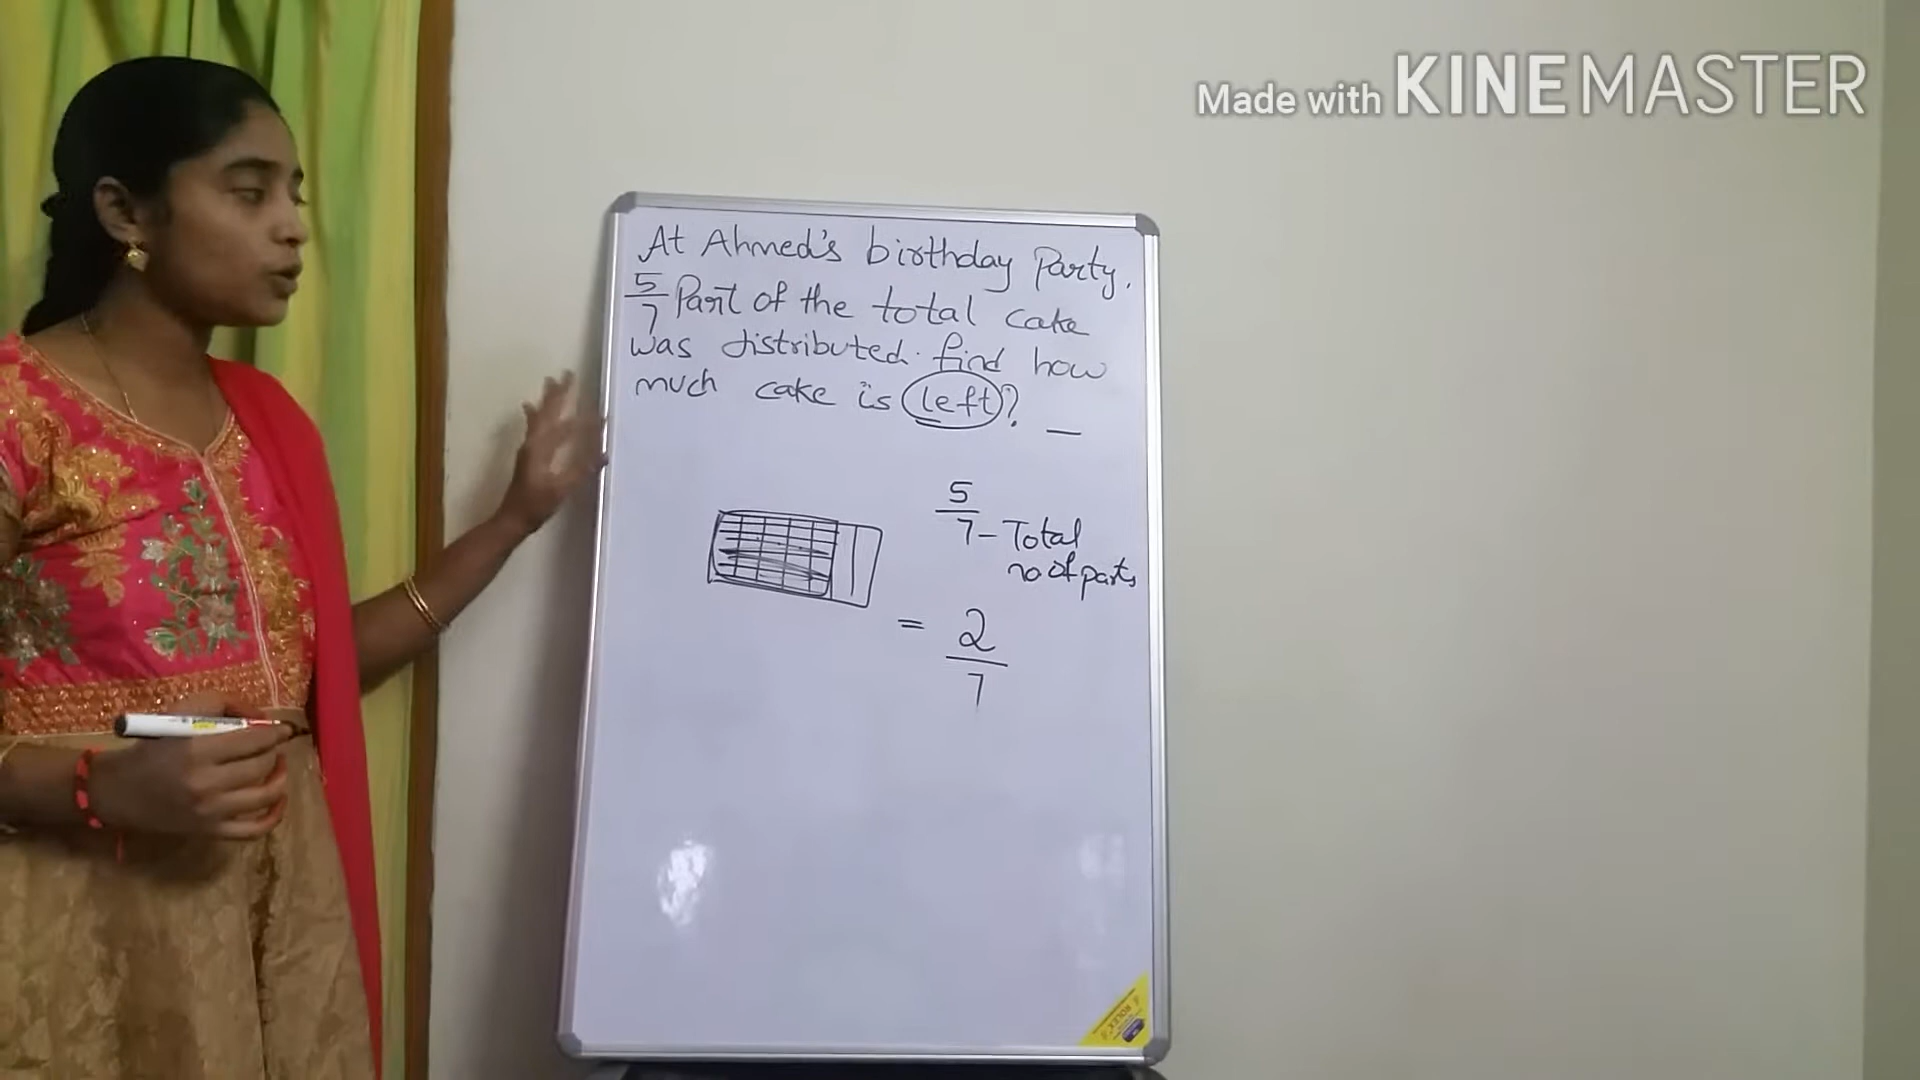 Made with KINEMASTER
At Ahmed's birthday Party,
5/7 Part of the total cake
was distributed. find how
much cake is left? _
5
7 - Total
no of parts
= 2
7
ROLEX